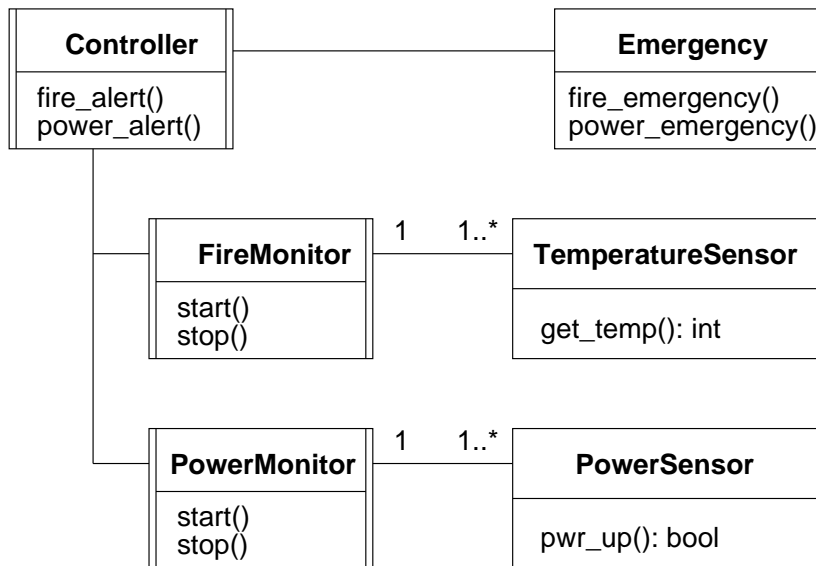 Controller
fire_alert()
power_alert()
Emergency
fire_emergency()
power_emergency()
FireMonitor
start()
stop()
1 1..*
TemperatureSensor
get_temp(): int
PowerMonitor
start()
stop()
1 1..*
PowerSensor
pwr_up(): bool